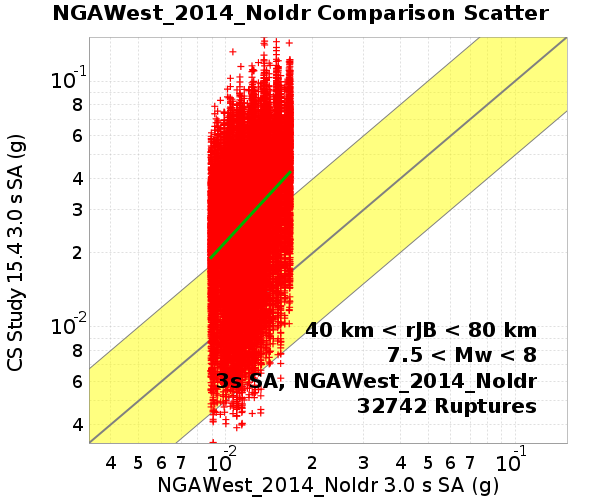 NGAWest_2014_NoIdr Comparison Scatter
CS Study 15.4 3.0 s SA (g)
10-1
8
6
4
3
2
10-2
8
6
4
40 km < rJB < 80 km
7.5 < Mw < 8
3s SA, NGAWest_2014_NoIdr
32742 Ruptures
4 5 6 7 10-2 2 3 4 5 6 7 10-1
NGAWest_2014_NoIdr 3.0 s SA (g)